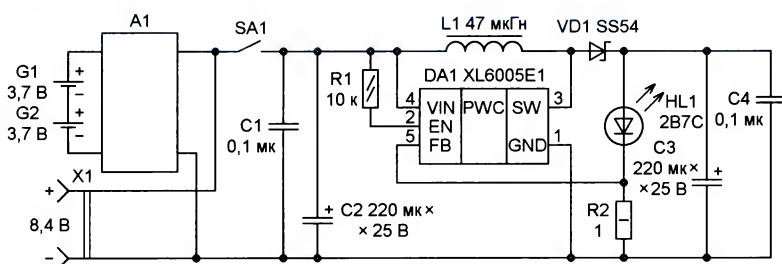 A1
SA1
L1 47 мкГн
VD1 SS54
G1
3,7 В
G2
3,7 В
+
−
+
−
R1
10 к
DA1 XL6005E1
4
2
5
VIN
EN
FB
PWC
SW
GND
3
1
C1
0,1 мк
HL1
2B7C
C4
0,1 мк
C3
220 мк ×
× 25 В
+
X1
+
8,4 В
−
+
C2 220 мк ×
× 25 В
R2
1